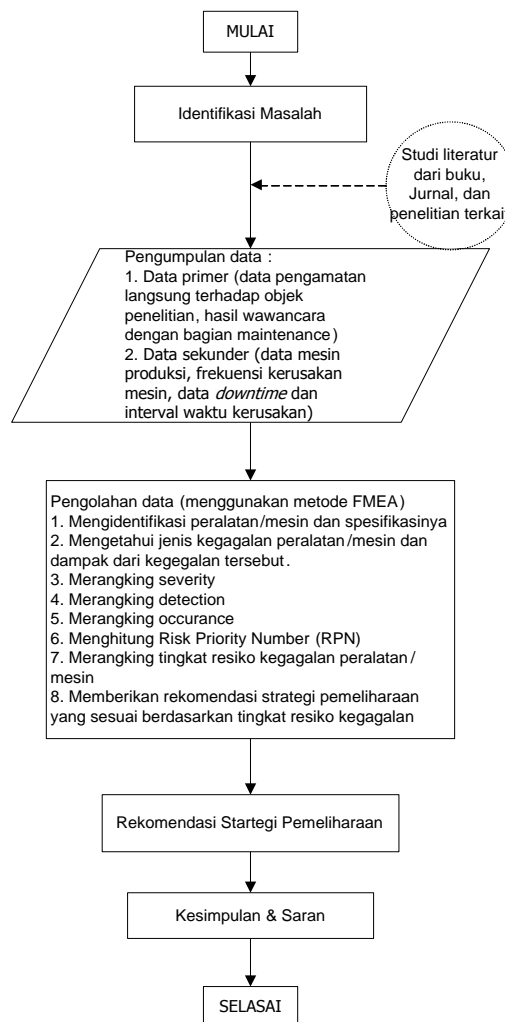 MULAI
Identifikasi Masalah
Studi literatur
dari buku,
Jurnal, dan
penelitian terkait
Pengumpulan data :
1. Data primer (data pengamatan
langsung terhadap objek
penelitian, hasil wawancara
dengan bagian maintenance)
2. Data sekunder (data mesin
produksi, frekuensi kerusakan
mesin, data downtime dan
interval waktu kerusakan)
Pengolahan data (menggunakan metode FMEA)
1. Mengidentifikasi peralatan/mesin dan spesifikasinya
2. Mengetahui jenis kegagalan peralatan/mesin dan
dampak dari kegegalan tersebut.
3. Merangking severity
4. Merangking detection
5. Merangking occurance
6. Menghitung Risk Priority Number (RPN)
7. Merangking tingkat resiko kegagalan peralatan/
mesin
8. Memberikan rekomendasi strategi pemeliharaan
yang sesuai berdasarkan tingkat resiko kegagalan
Rekomendasi Startegi Pemeliharaan
Kesimpulan & Saran
SELASAI